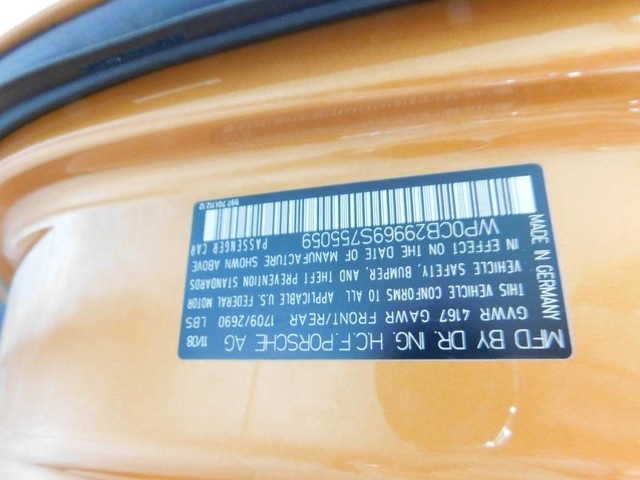 MFD BY DR. ING. H.C.F. PORSCHE AG 11/08
GVWR 4167 GAWR FRONT/REAR 1709/2690 LBS
THIS VEHICLE CONFORMS TO ALL APPLICABLE U.S. FEDERAL MOTOR
VEHICLE SAFETY, BUMPER, AND THEFT PREVENTION STANDARDS
IN EFFECT ON THE DATE OF MANUFACTURE SHOWN ABOVE
WP0CB29969S755059 PASSENGER CAR
MADE IN GERMANY